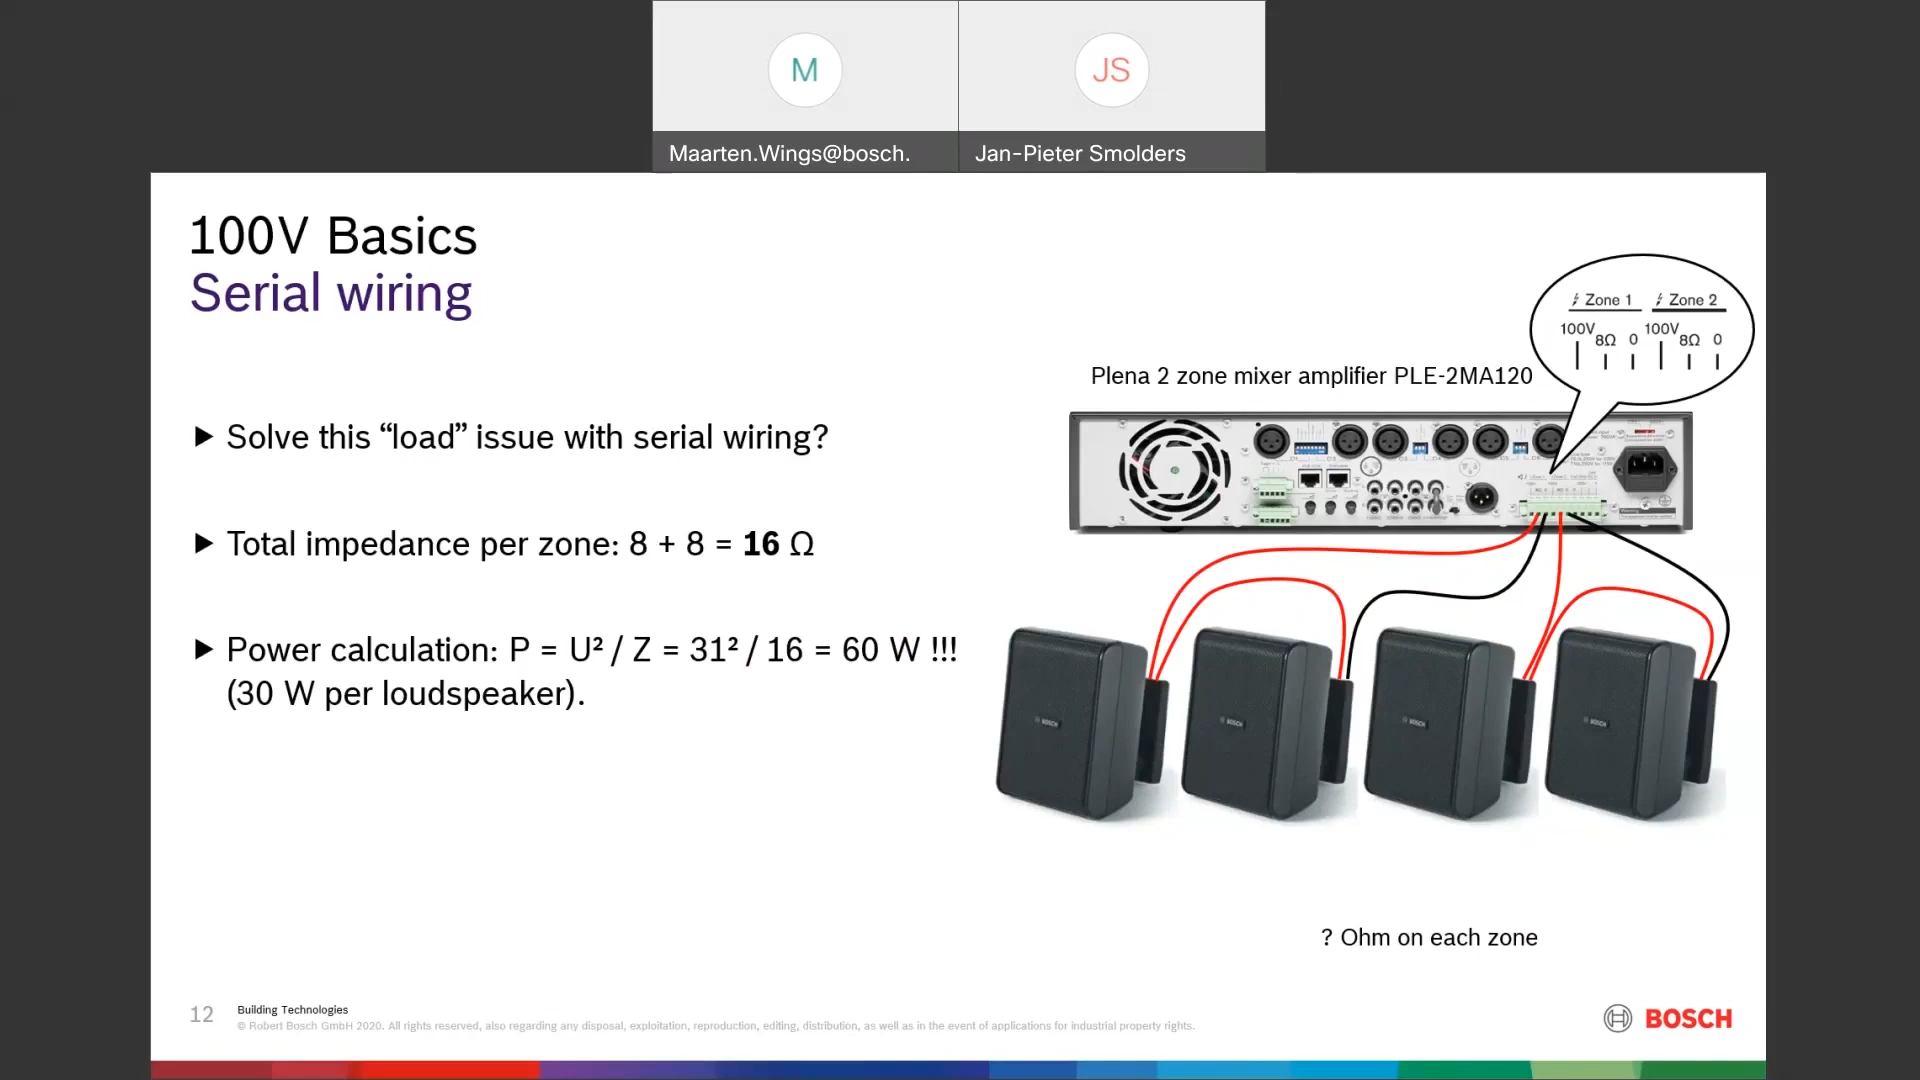 M
JS
Maarten.Wings@bosch.
Jan-Pieter Smolders
100V Basics
Serial wiring
▶ Solve this “load” issue with serial wiring?
▶ Total impedance per zone: 8 + 8 = 16 Ω
▶ Power calculation: P = U² / Z = 31² / 16 = 60 W !!!
(30 W per loudspeaker).
Zone 1 Zone 2
100V 8Ω 0 100V 8Ω 0
Plena 2 zone mixer amplifier PLE-2MA120
BOSCH
BOSCH
BOSCH
BOSCH
? Ohm on each zone
12
Building Technologies
© Robert Bosch GmbH 2020. All rights reserved, also regarding any disposal, exploitation, reproduction, editing, distribution, as well as in the event of applications for industrial property rights.
BOSCH